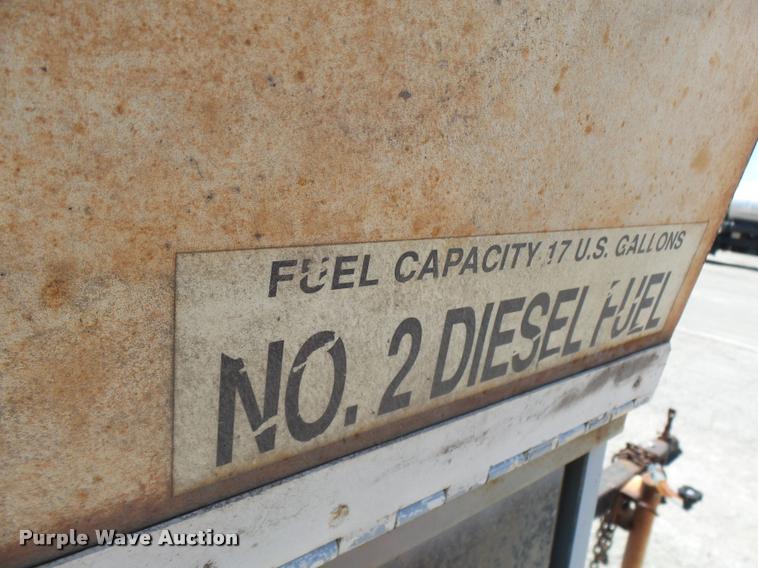 FUEL CAPACITY 17 U.S. GALLONS
NO. 2 DIESEL FUEL
Purple Wave Auction